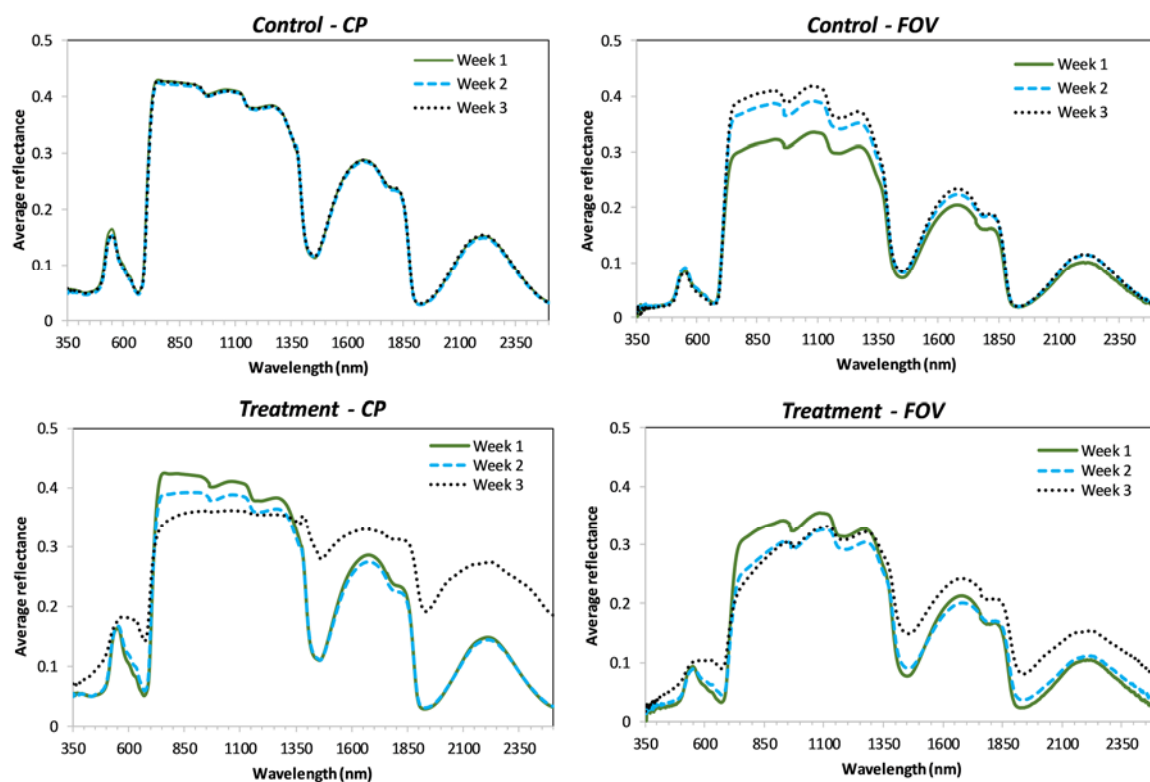 Control - CP
Average reflectance
0.5
0.4
0.3
0.2
0.1
0
Week 1
Week 2
Week 3
350 600 850 1100 1350 1600 1850 2100 2350
Wavelength (nm)
Control - FOV
Average reflectance
0.5
0.4
0.3
0.2
0.1
0
Week 1
Week 2
Week 3
350 600 850 1100 1350 1600 1850 2100 2350
Wavelength (nm)
Treatment - CP
Average reflectance
0.5
0.4
0.3
0.2
0.1
0
Week 1
Week 2
Week 3
350 600 850 1100 1350 1600 1850 2100 2350
Wavelength (nm)
Treatment - FOV
Average reflectance
0.5
0.4
0.3
0.2
0.1
0
Week 1
Week 2
Week 3
350 600 850 1100 1350 1600 1850 2100 2350
Wavelength (nm)